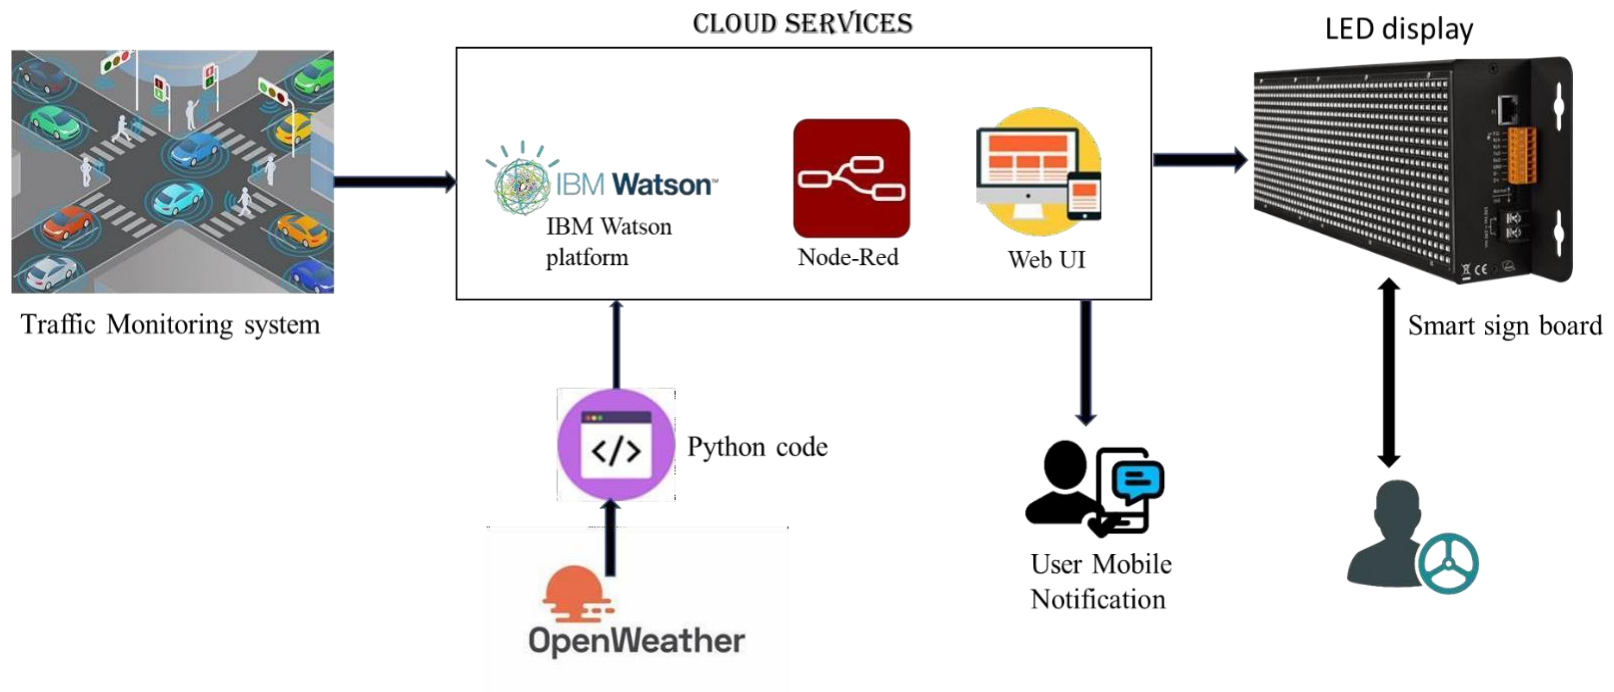 CLOUD SERVICES
LED display
IBM Watson™
IBM Watson
platform
Node-Red
Web UI
Traffic Monitoring system
Smart sign board
</>
Python code
User Mobile
Notification
OpenWeather